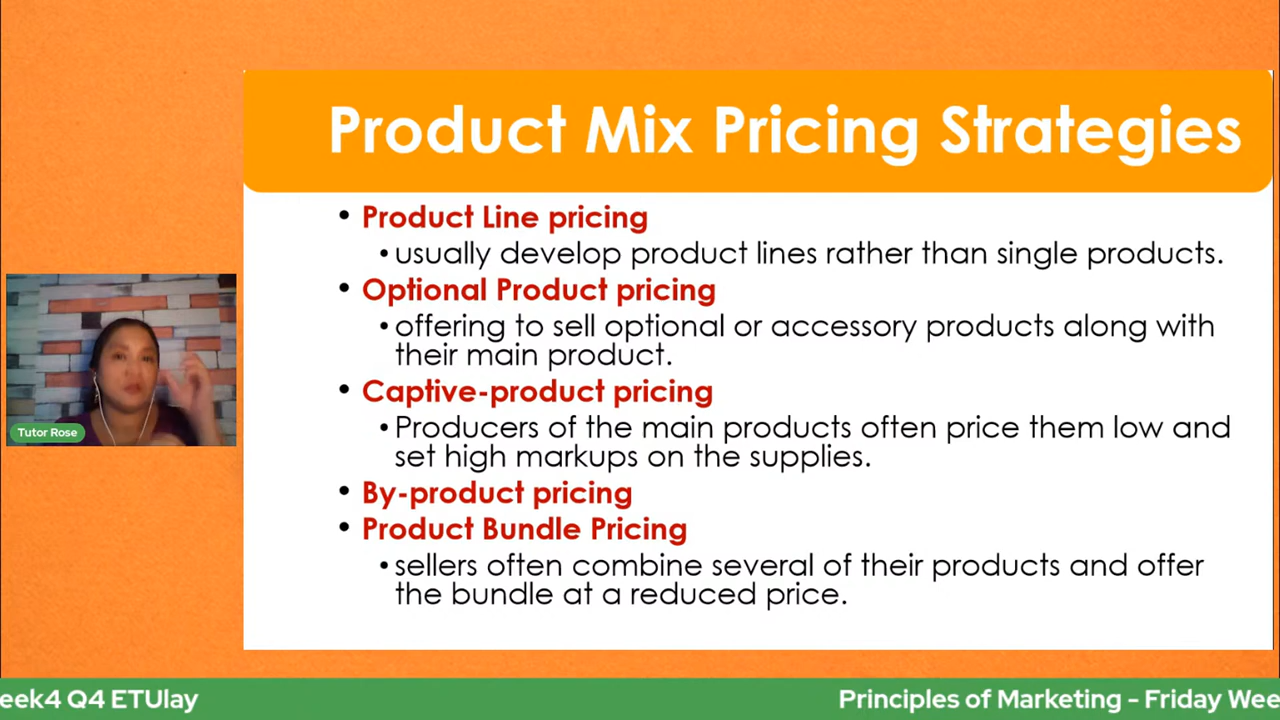 Product Mix Pricing Strategies
• Product Line pricing
• usually develop product lines rather than single products.
• Optional Product pricing
• offering to sell optional or accessory products along with
their main product.
• Captive-product pricing
• Producers of the main products often price them low and
set high markups on the supplies.
• By-product pricing
• Product Bundle Pricing
• sellers often combine several of their products and offer
the bundle at a reduced price.
Tutor Rose
eek4 Q4 ETUlay
Principles of Marketing - Friday Wee